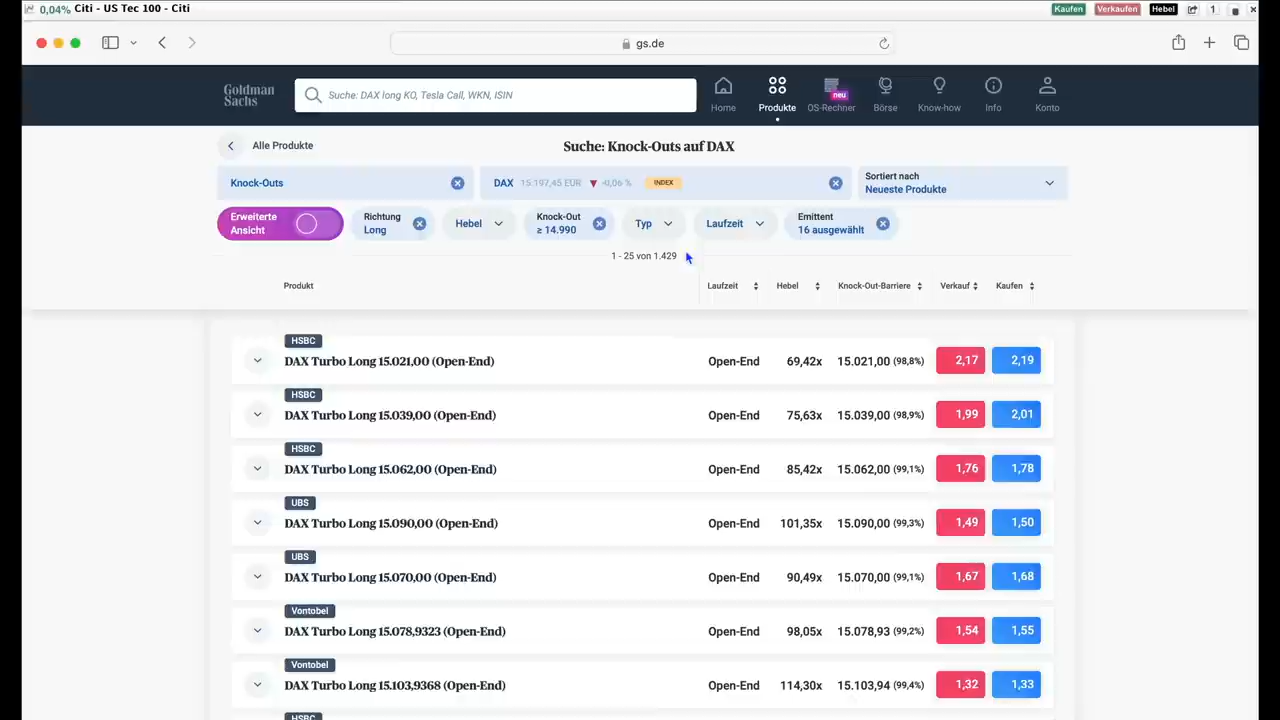 0,04% Citi - US Tec 100 - Citi
Kaufen Verkaufen Hebel 1
gs.de
Goldman
Sachs
Suche: DAX long KO, Tesla Call, WKN, ISIN
Home
Produkte
neu
OS-Rechner
Börse
Know-how
Info
Konto
Alle Produkte
Suche: Knock-Outs auf DAX
Knock-Outs
DAX 15.197,45 EUR -0,06 % INDEX
Sortiert nach
Neueste Produkte
Erweiterte
Ansicht
Richtung
Long
Hebel
Knock-Out
≥ 14.990
Typ
Laufzeit
Emittent
16 ausgewählt
1 - 25 von 1.429
Produkt Laufzeit Hebel Knock-Out-Barriere Verkauf Kaufen
HSBC
DAX Turbo Long 15.021,00 (Open-End) Open-End 69,42x 15.021,00 (98,8%) 2,17 2,19
HSBC
DAX Turbo Long 15.039,00 (Open-End) Open-End 75,63x 15.039,00 (98,9%) 1,99 2,01
HSBC
DAX Turbo Long 15.062,00 (Open-End) Open-End 85,42x 15.062,00 (99,1%) 1,76 1,78
UBS
DAX Turbo Long 15.090,00 (Open-End) Open-End 101,35x 15.090,00 (99,3%) 1,49 1,50
UBS
DAX Turbo Long 15.070,00 (Open-End) Open-End 90,49x 15.070,00 (99,1%) 1,67 1,68
Vontobel
DAX Turbo Long 15.078,9323 (Open-End) Open-End 98,05x 15.078,93 (99,2%) 1,54 1,55
Vontobel
DAX Turbo Long 15.103,9368 (Open-End) Open-End 114,30x 15.103,94 (99,4%) 1,32 1,33
HSBC